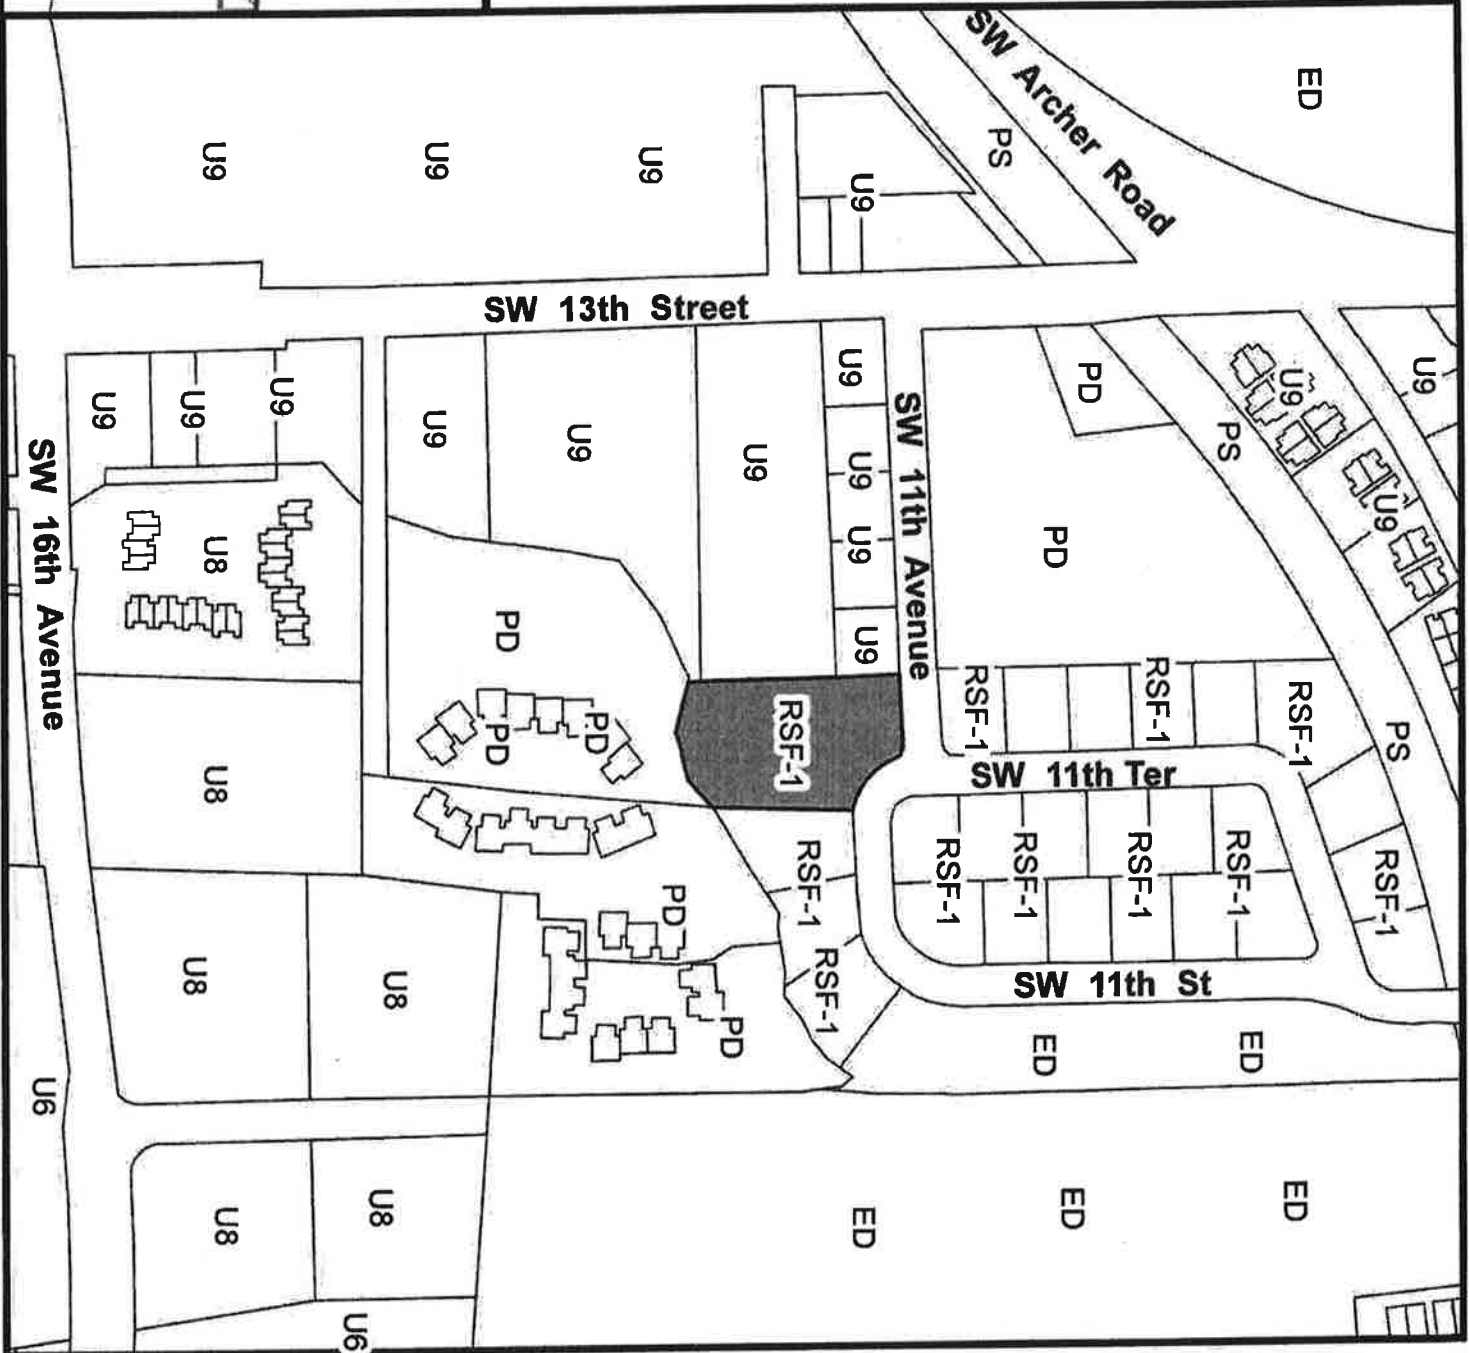 ED
SW Archer Road
PS
U9
U9
U9
U9
SW 13th Street
U9
U9
PD
U9
U9
U9
U9
U9
U9
U9
U9
U9
U9
U9
PS
U9
SW 11th Avenue
PD
SW 16th Avenue
U8
PD
U9
RSF-1
RSF-1
RSF-1
PS
PD
PD
RSF-1
SW 11th Ter
U8
RSF-1
RSF-1
RSF-1
RSF-1
RSF-1
RSF-1
PD
U8
U8
RSF-1
SW 11th St
PD
ED
ED
U6
U8
U8
ED
ED
ED
U6